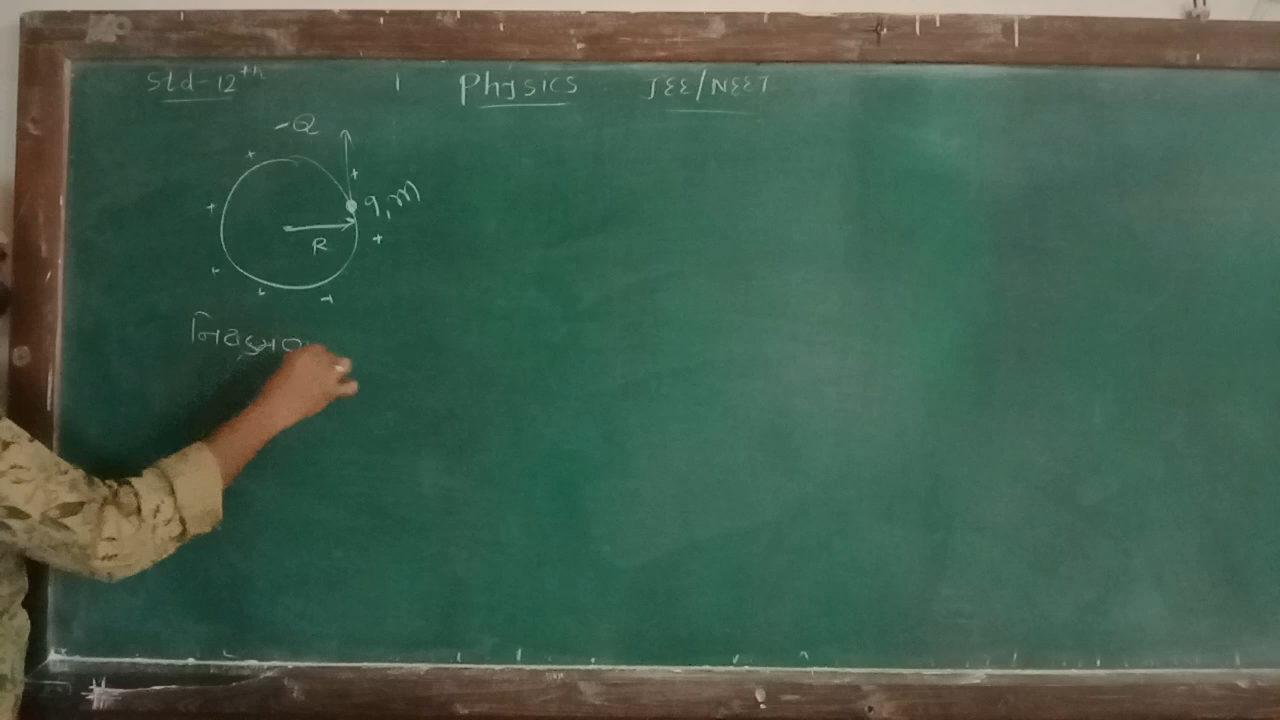 Std-12th | Physics JEE/NEET
-Q
+ +
+ q, m
R +
+ +
+